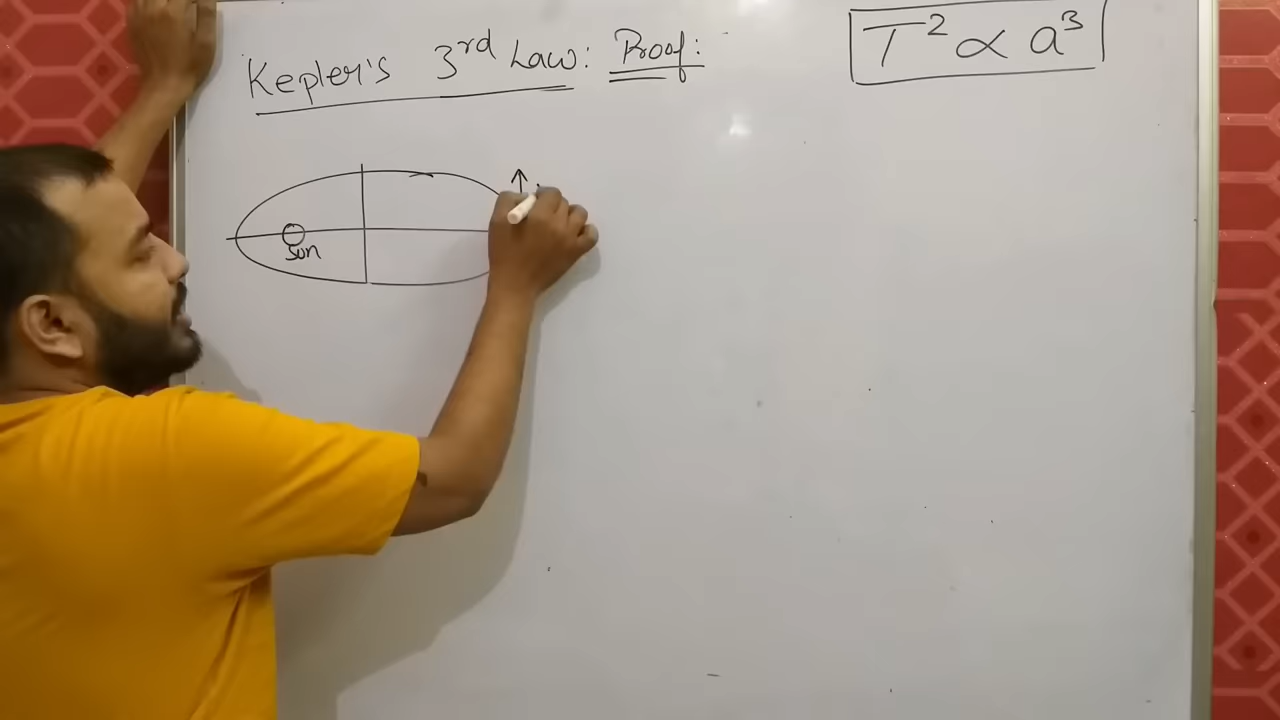 Kepler's 3rd Law: Proof:
T² ∝ a³
Sun